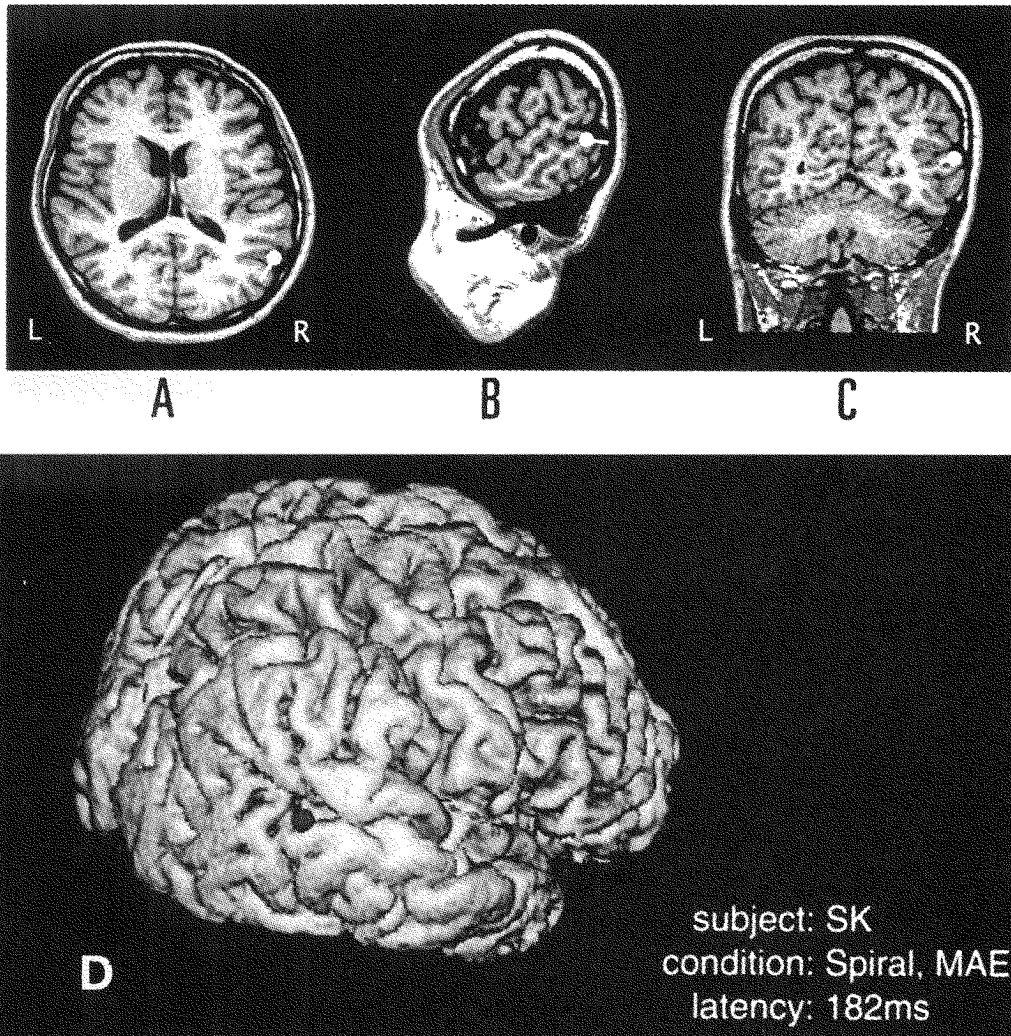 L R L R
A B C
D
subject: SK
condition: Spiral, MAE
latency: 182ms